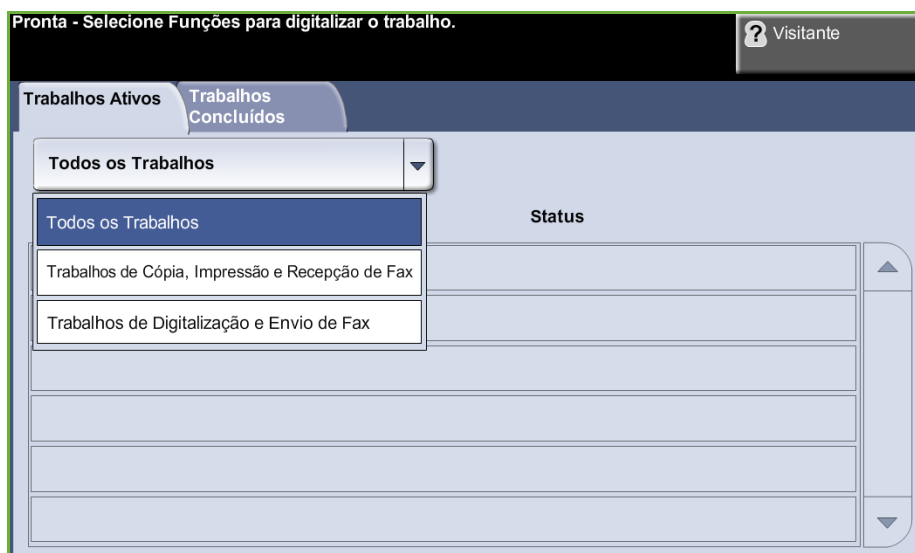 Pronta - Selecione Funções para digitalizar o trabalho.
? Visitante
Trabalhos Ativos
Trabalhos
Concluídos
Todos os Trabalhos
Status
Todos os Trabalhos
Trabalhos de Cópia, Impressão e Recepção de Fax
Trabalhos de Digitalização e Envio de Fax